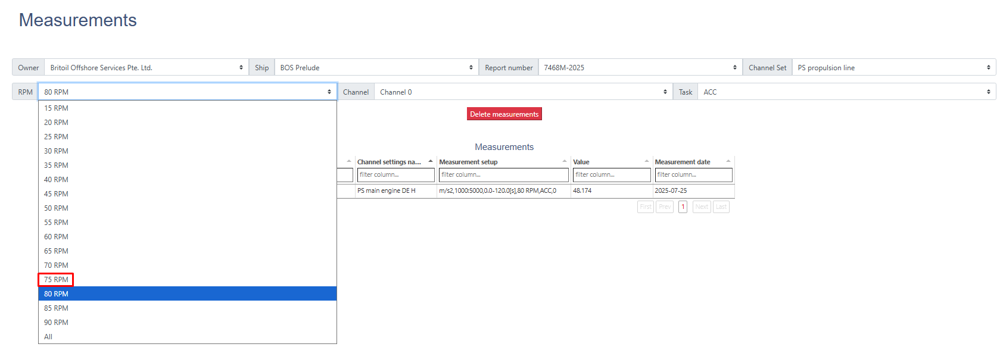 Measurements
Owner Britoil Offshore Services Pte. Ltd. Ship BOS Prelude Report number 7468M-2025 Channel Set PS propulsion line
RPM 80 RPM Channel Channel 0 Task ACC
15 RPM
20 RPM
25 RPM
30 RPM
35 RPM
40 RPM
45 RPM
50 RPM
55 RPM
60 RPM
65 RPM
70 RPM
75 RPM
80 RPM
85 RPM
90 RPM
All
Delete measurements
Measurements
Channel settings na... Measurement setup Value Measurement date
filter column... filter column... filter column... filter column...
PS main engine DE H m/s2,1000:5000,0.0-120.0[s],80 RPM,ACC,0 48.174 2025-07-25
First Prev 1 Next Last